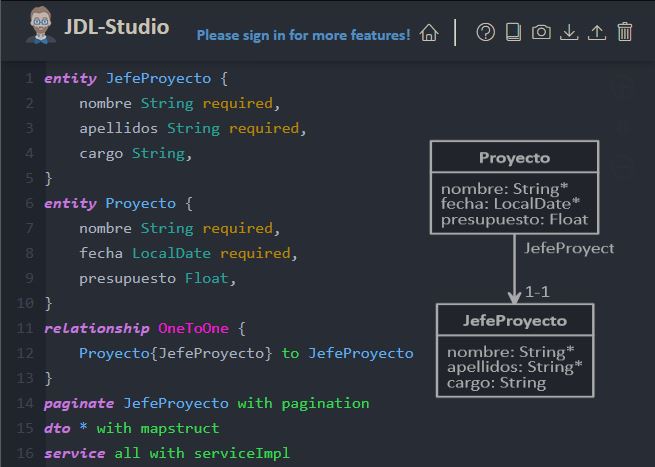 JDL-Studio
Please sign in for more features!
1 entity JefeProyecto {
2 nombre String required,
3 apellidos String required,
4 cargo String,
5 }
6 entity Proyecto {
7 nombre String required,
8 fecha LocalDate required,
9 presupuesto Float,
10 }
11 relationship OneToOne {
12 Proyecto{JefeProyecto} to JefeProyecto
13 }
14 paginate JefeProyecto with pagination
15 dto * with mapstruct
16 service all with serviceImpl
Proyecto
nombre: String*
fecha: LocalDate*
presupuesto: Float
JefeProyect
1-1
JefeProyecto
nombre: String*
apellidos: String*
cargo: String